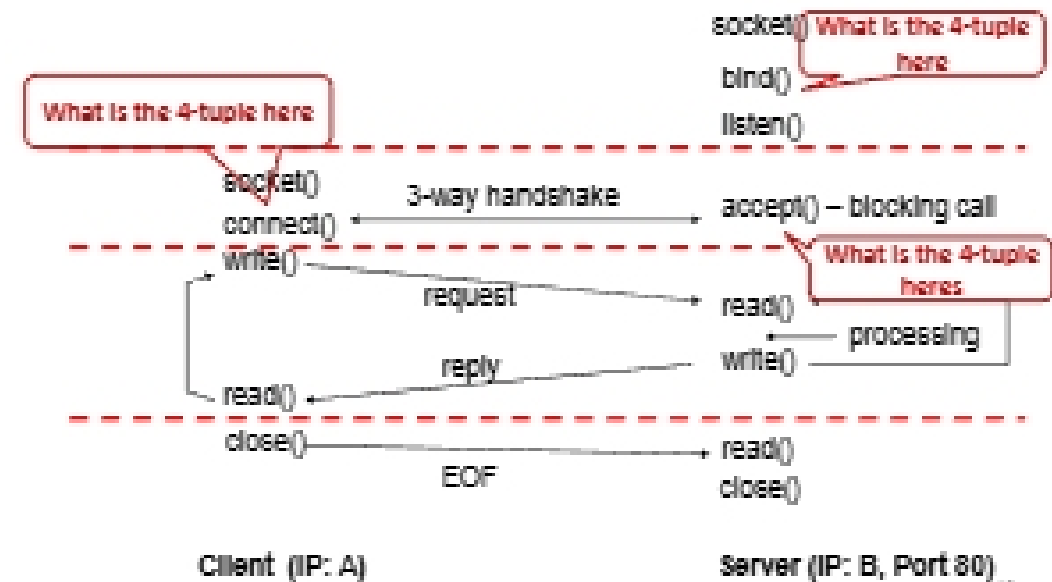 socket()
What is the 4-tuple
here
bind()
What is the 4-tuple here
listen()
socket()
3-way handshake
accept() – blocking call
connect()
write()
What is the 4-tuple
heres
request
read()
processing
reply
write()
read()
close()
read()
EOF
close()
Client (IP: A)
Server (IP: B, Port 80)